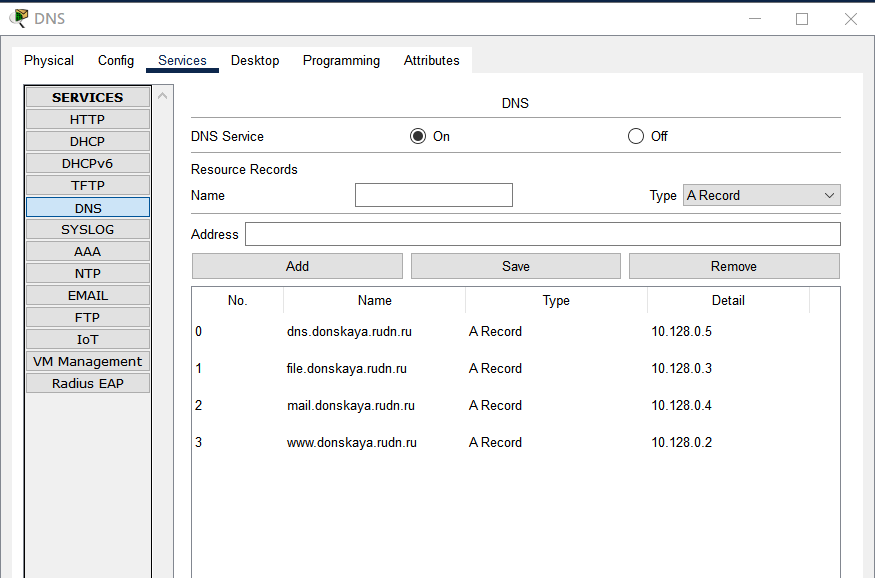 DNS
Physical Config Services Desktop Programming Attributes
SERVICES
HTTP
DHCP
DHCPv6
TFTP
DNS
SYSLOG
AAA
NTP
EMAIL
FTP
IoT
VM Management
Radius EAP
DNS
DNS Service On Off
Resource Records
Name Type A Record
Address
Add Save Remove
No. Name Type Detail
0 dns.donskaya.rudn.ru A Record 10.128.0.5
1 file.donskaya.rudn.ru A Record 10.128.0.3
2 mail.donskaya.rudn.ru A Record 10.128.0.4
3 www.donskaya.rudn.ru A Record 10.128.0.2